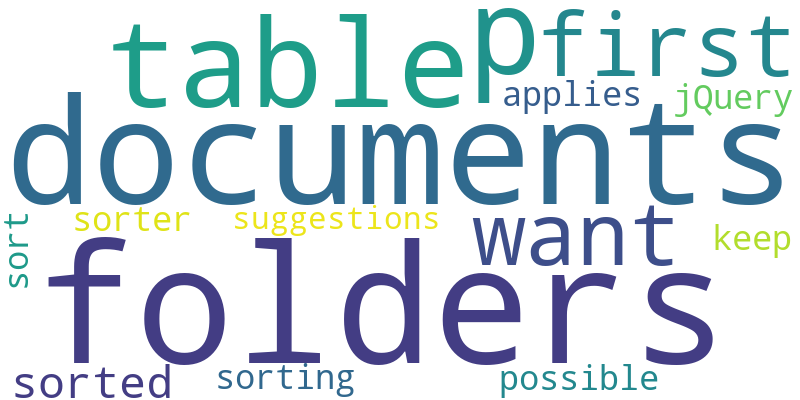 table p first
applies jQuery
documents
sort sorter suggestions want keep
folders
sorted sorting possible